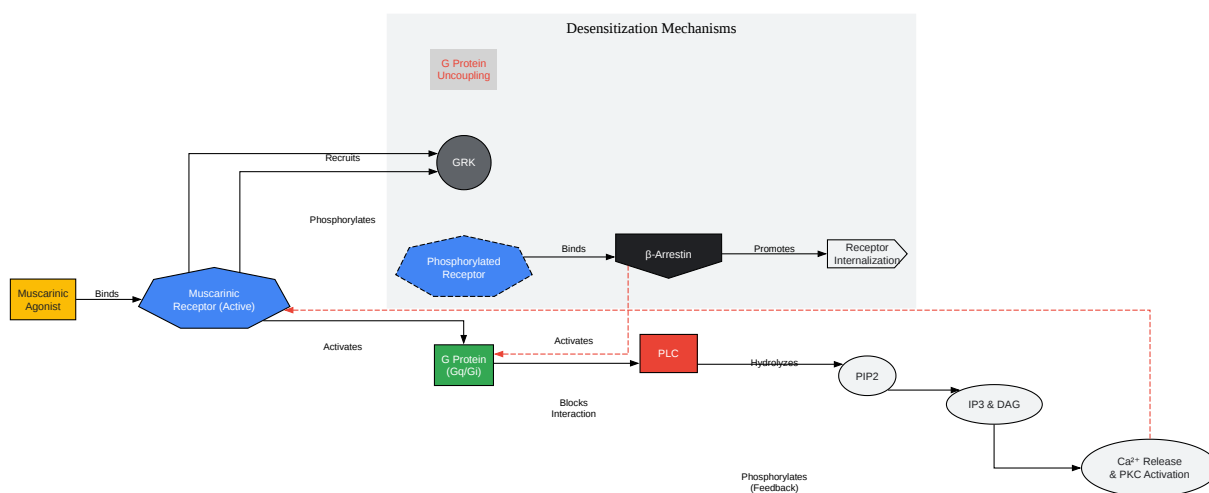 Desensitization Mechanisms
G Protein
Uncoupling
Recruits
GRK
Phosphorylates
Phosphorylated
Receptor
Binds
β-Arrestin
Promotes
Receptor
Internalization
Muscarinic
Agonist
Binds
Muscarinic
Receptor (Active)
Activates
G Protein
(Gq/Gi)
Activates
PLC
Hydrolyzes
PIP2
Blocks
Interaction
IP3 & DAG
Ca²⁺ Release
& PKC Activation
Phosphorylates
(Feedback)